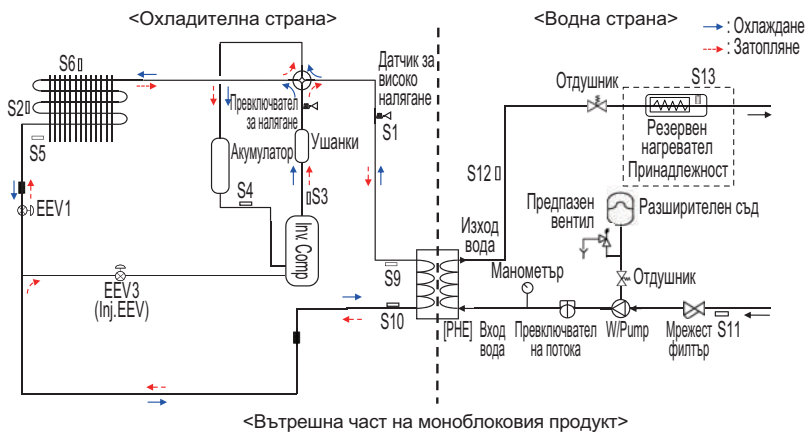 <Охладителна страна>
<Водна страна>
: Охлаждане
: Затопляне
S6
S2
S5
EEV1
EEV3
(Inj.EEV)
Превключвател
за налягане
Акумулатор
Ушанки
S4
S3
Inv. Comp
Датчик за
високо
налягане
S1
S9
S10
[PHE]
Отдушник
S13
Резервен
нагревател
Принадлежност
S12
Изход
вода
Предпазен
вентил
Разширителен съд
Отдушник
Манометър
Вход
вода
Превключвател
на потока
W/Pump
Мрежест
филтър
S11
<Вътрешна част на моноблоковия продукт>